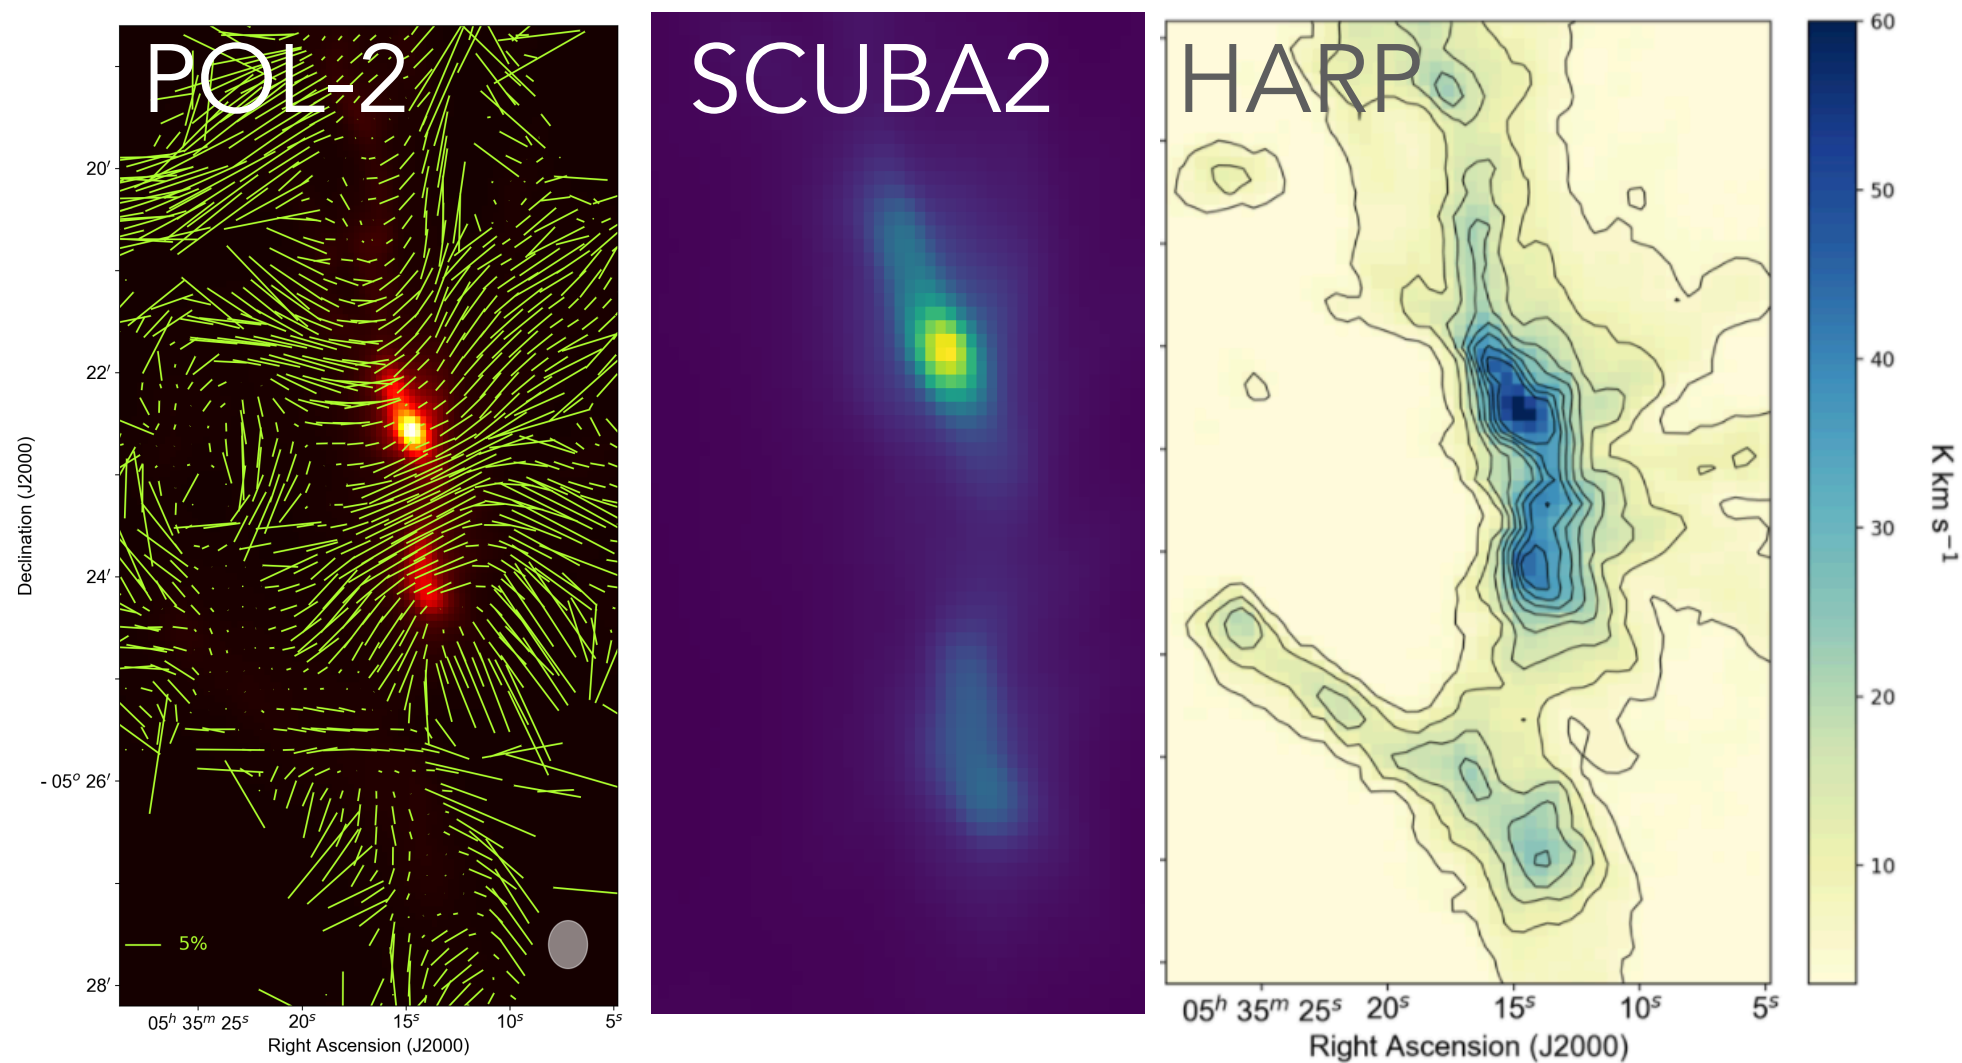 POL-2
SCUBA2
HARP
20′
22′
24′
- 05° 26′
28′
Declination (J2000)
5%
05ʰ 35ᵐ 25ˢ
20ˢ
15ˢ
10ˢ
5ˢ
Right Ascension (J2000)
05ʰ 35ᵐ 25ˢ
20ˢ
15ˢ
10ˢ
5ˢ
Right Ascension (J2000)
60
50
40
30
20
10
K km s⁻¹